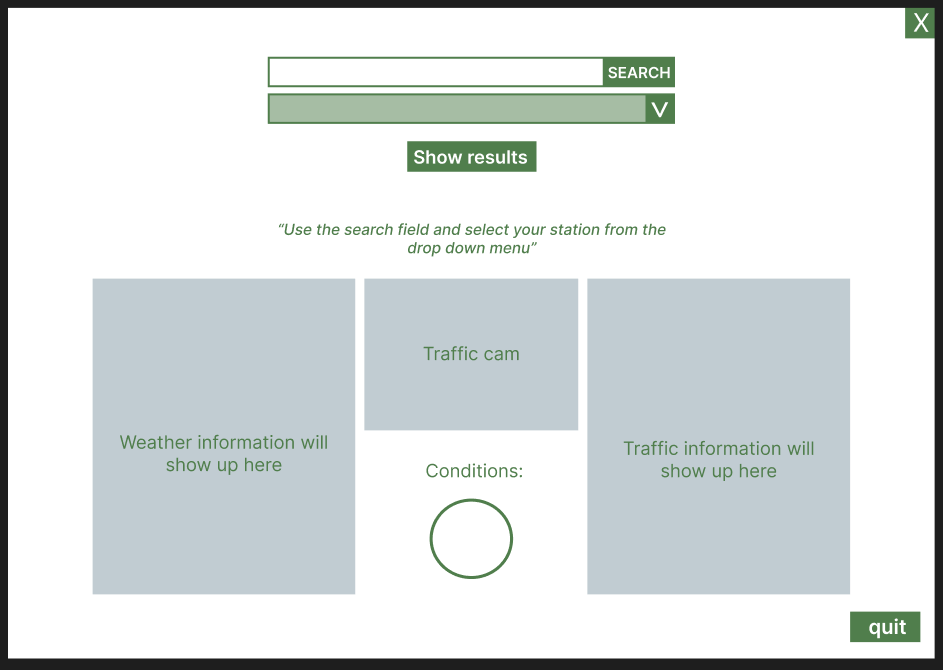 X
SEARCH
V
Show results
“Use the search field and select your station from the
drop down menu”
Traffic cam
Weather information will
show up here
Traffic information will
show up here
Conditions:
quit